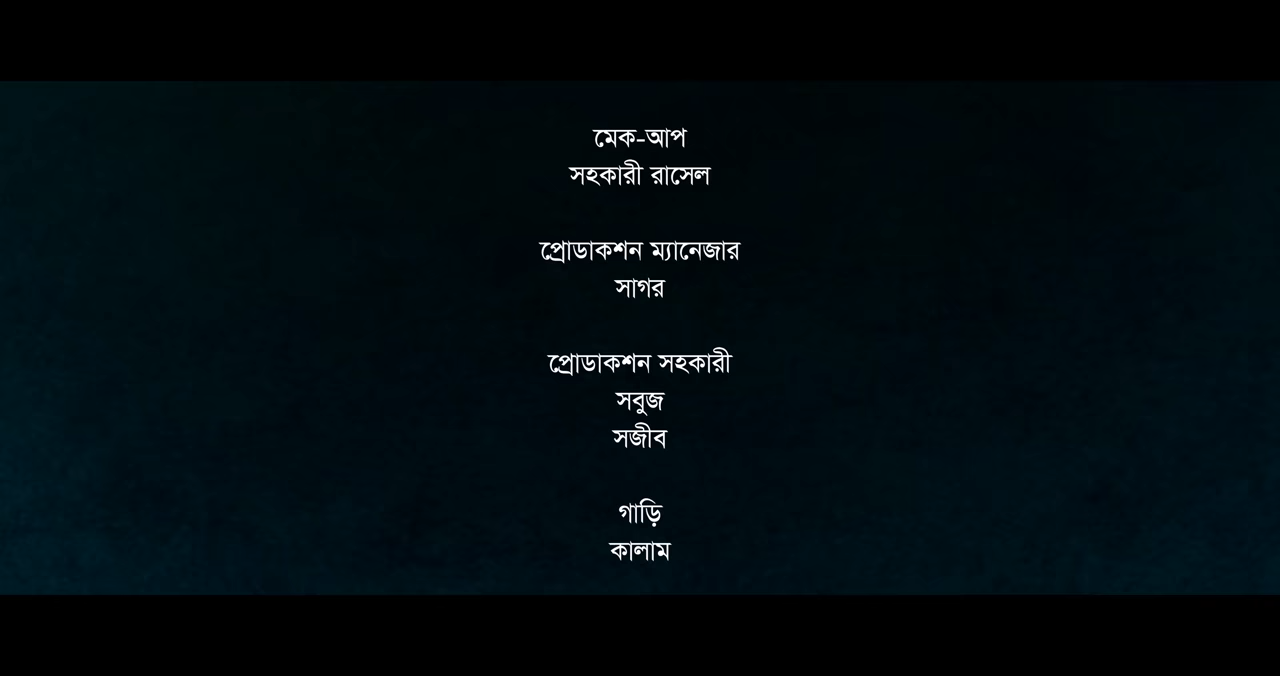 মেক-আপ
সহকারী রাসেল
প্রোডাকশন ম্যানেজার
সাগর
প্রোডাকশন সহকারী
সবুজ
সজীব
গাড়ি
কালাম